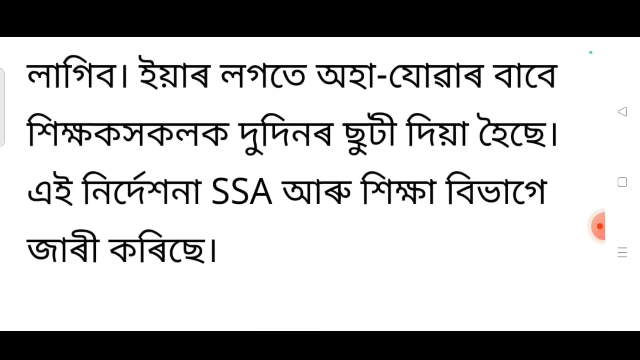 লাগিব। ইয়াৰ লগতে অহা-যোৱাৰ বাবে
শিক্ষকসকলক দুদিনৰ ছুটী দিয়া হৈছে।
এই নিৰ্দেশনা SSA আৰু শিক্ষা বিভাগে
জাৰী কৰিছে।